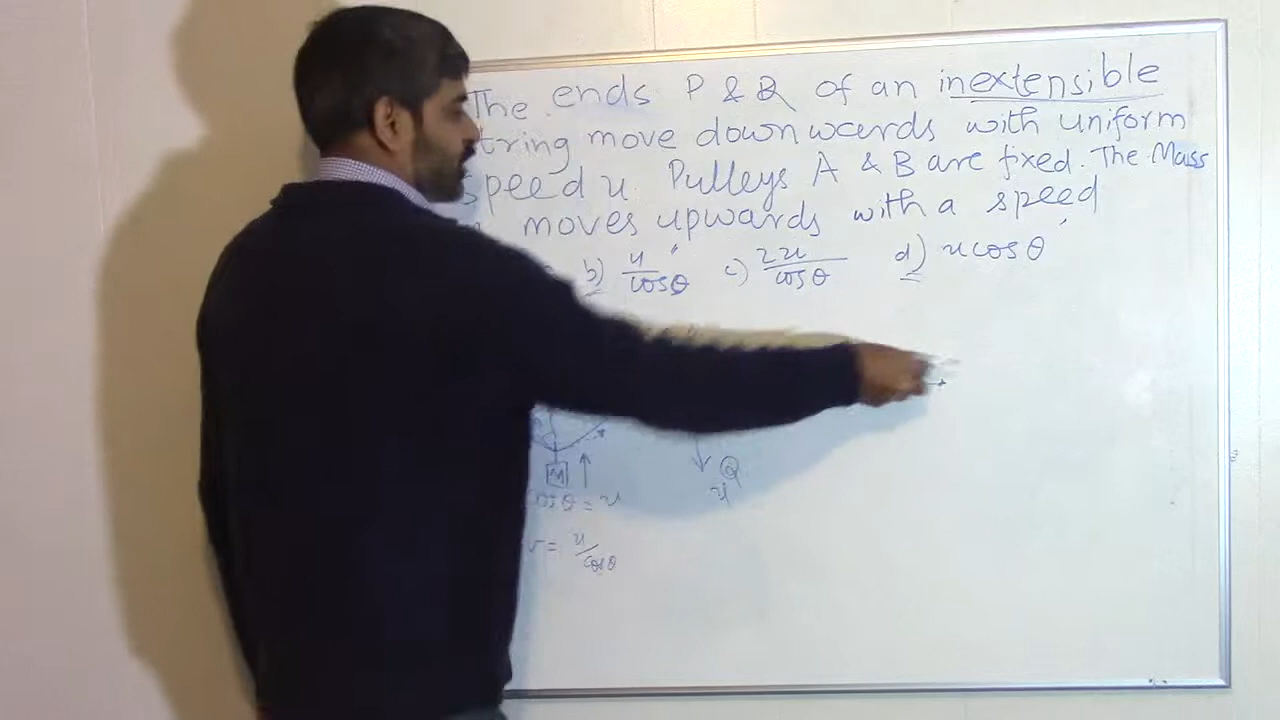 The ends P & Q of an inextensible
tring move downwards with uniform
speed u. Pulleys A & B are fixed. The Mass
moves upwards with a speed
b) u/cosθ c) 2u/cosθ d) u cosθ
M
Q
u
cosθ = u
v = u/cosθ